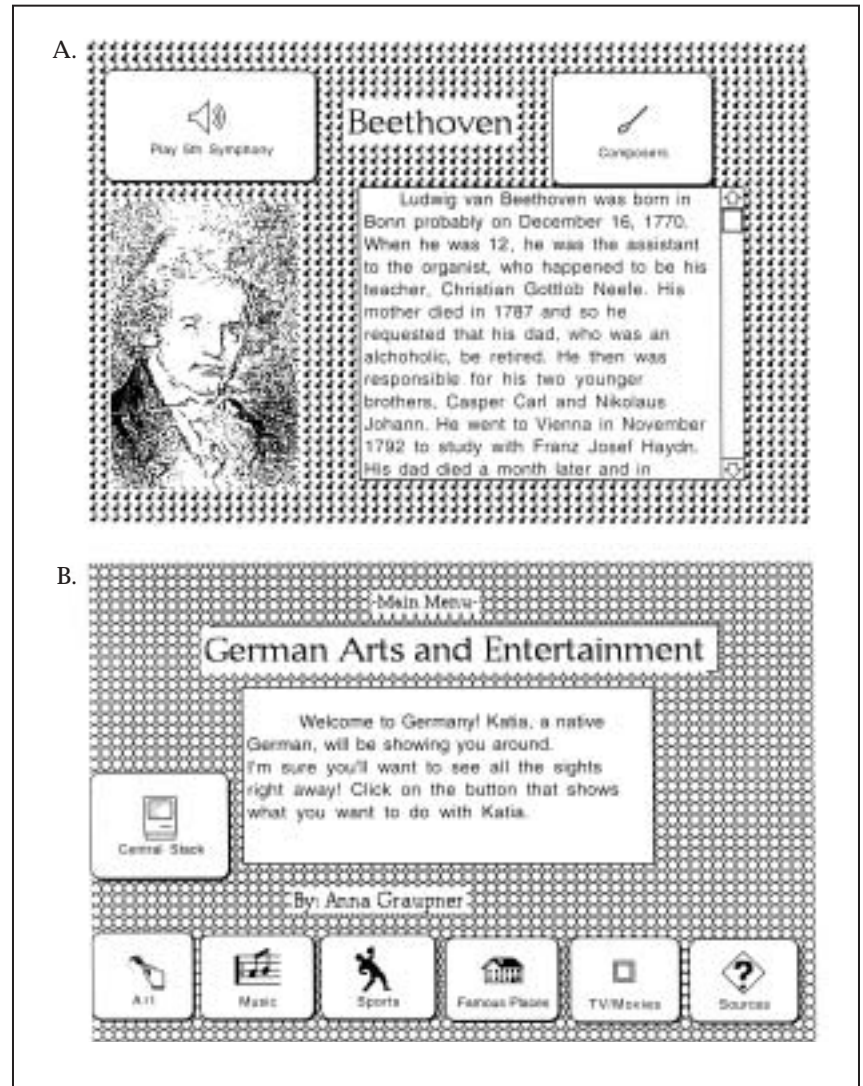 A.
Play 5th Symphony
Beethoven
Composers
Ludwig van Beethoven was born in
Bonn probably on December 16, 1770.
When he was 12, he was the assistant
to the organist, who happened to be his
teacher, Christian Gottlob Neefe. His
mother died in 1787 and so he
requested that his dad, who was an
alchoholic, be retired. He then was
responsible for his two younger
brothers, Casper Carl and Nikolaus
Johann. He went to Vienna in November
1792 to study with Franz Josef Haydn.
His dad died a month later and in
B.
-Main Menu-
German Arts and Entertainment
Welcome to Germany! Katia, a native
German, will be showing you around.
I'm sure you'll want to see all the sights
right away! Click on the button that shows
what you want to do with Katia.
Central Stack
By: Anna Graupner
Art
Music
Sports
Famous Places
TV/Movies
Sources